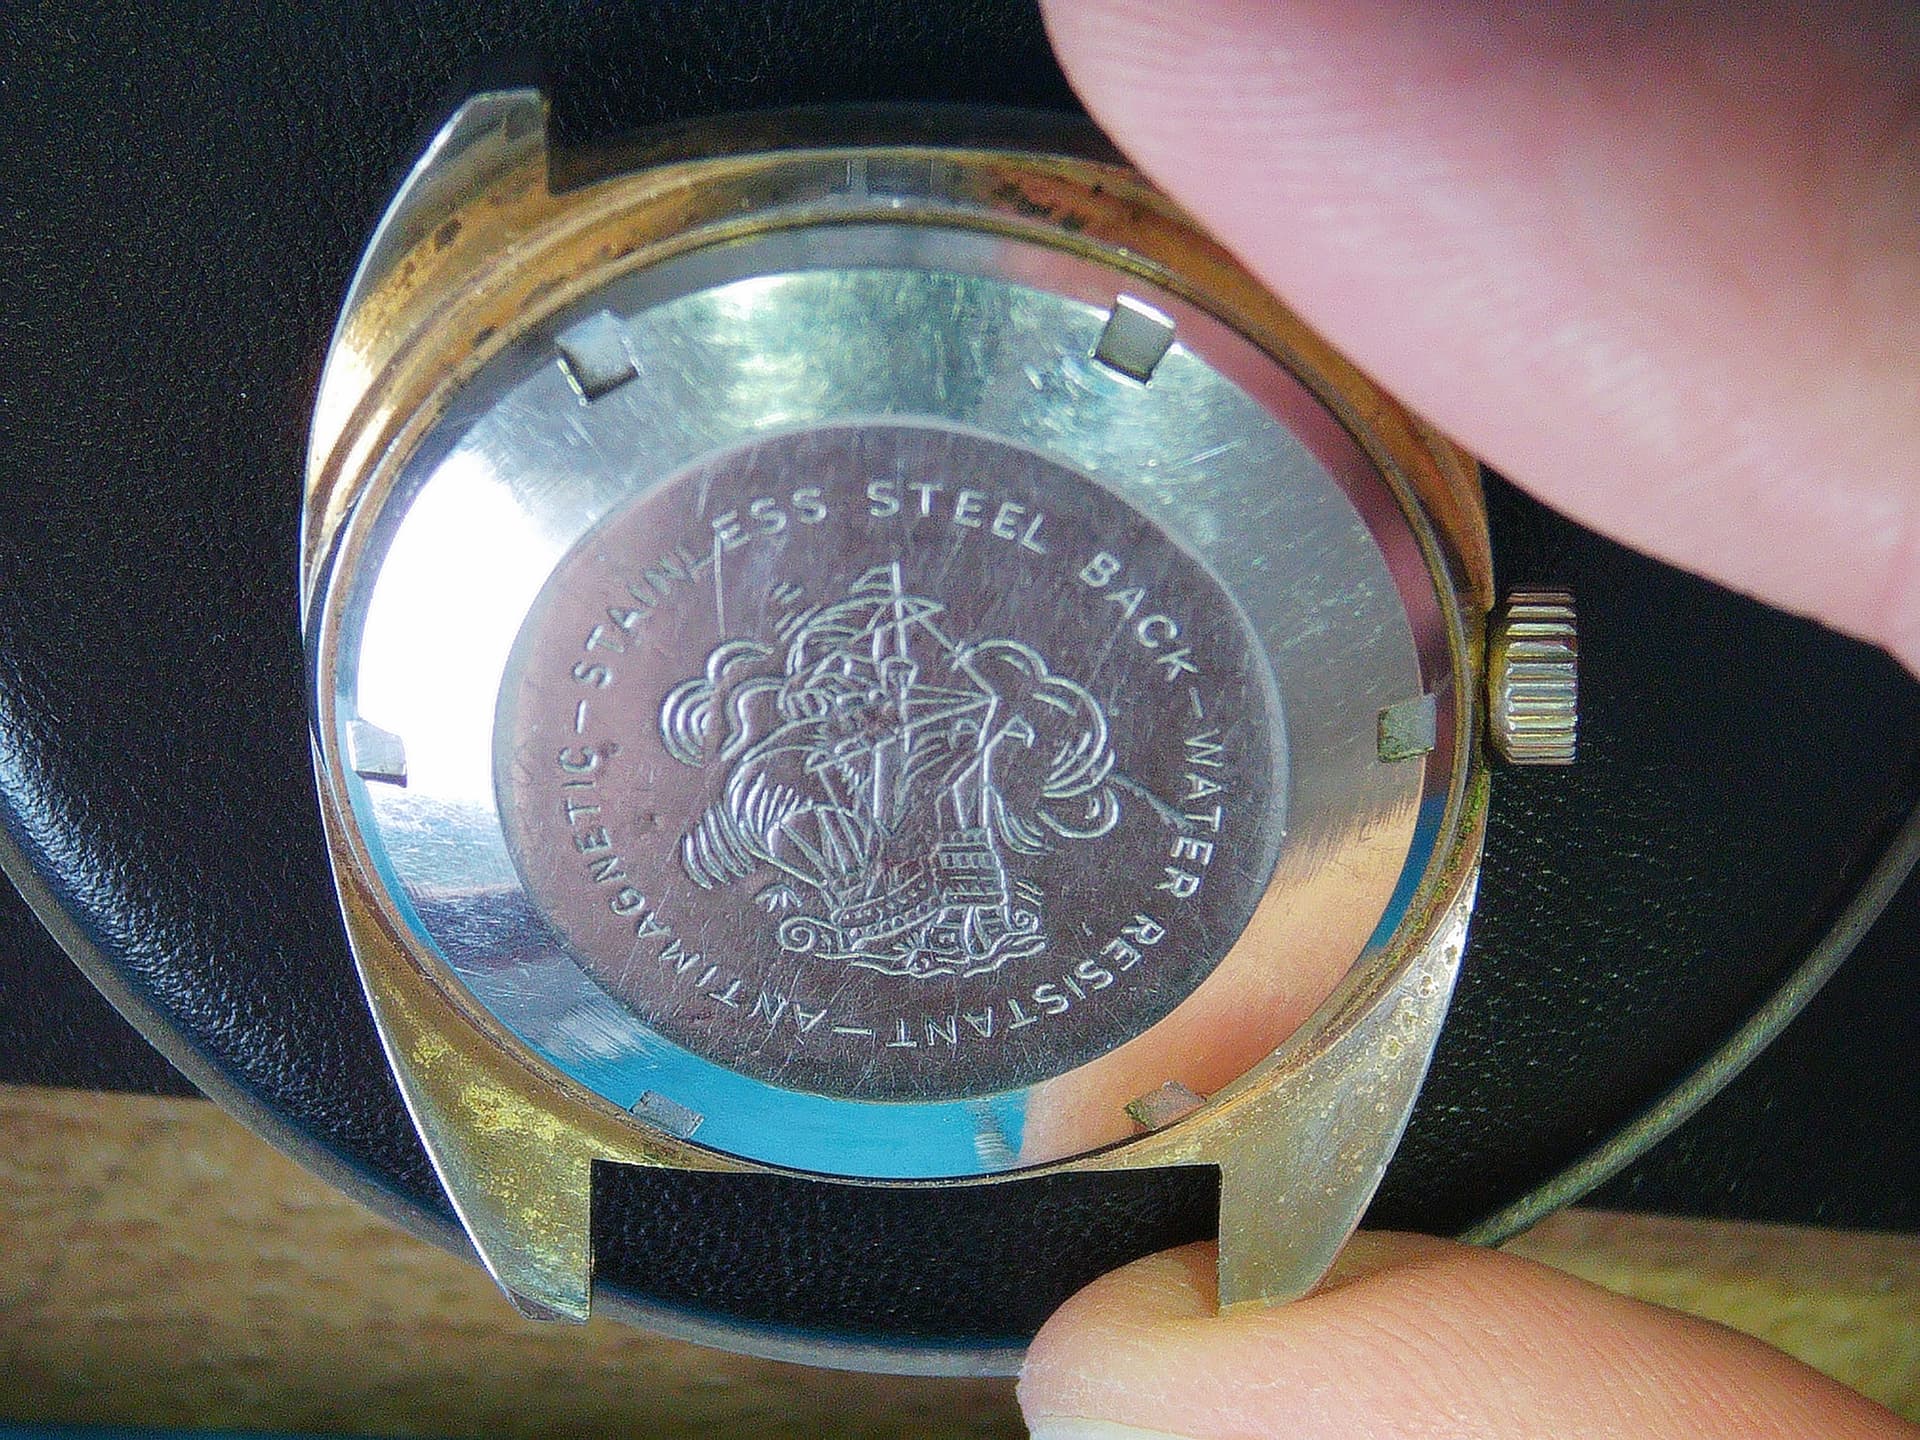 STAINLESS STEEL BACK – WATER RESISTANT – ANTIMAGNETIC –